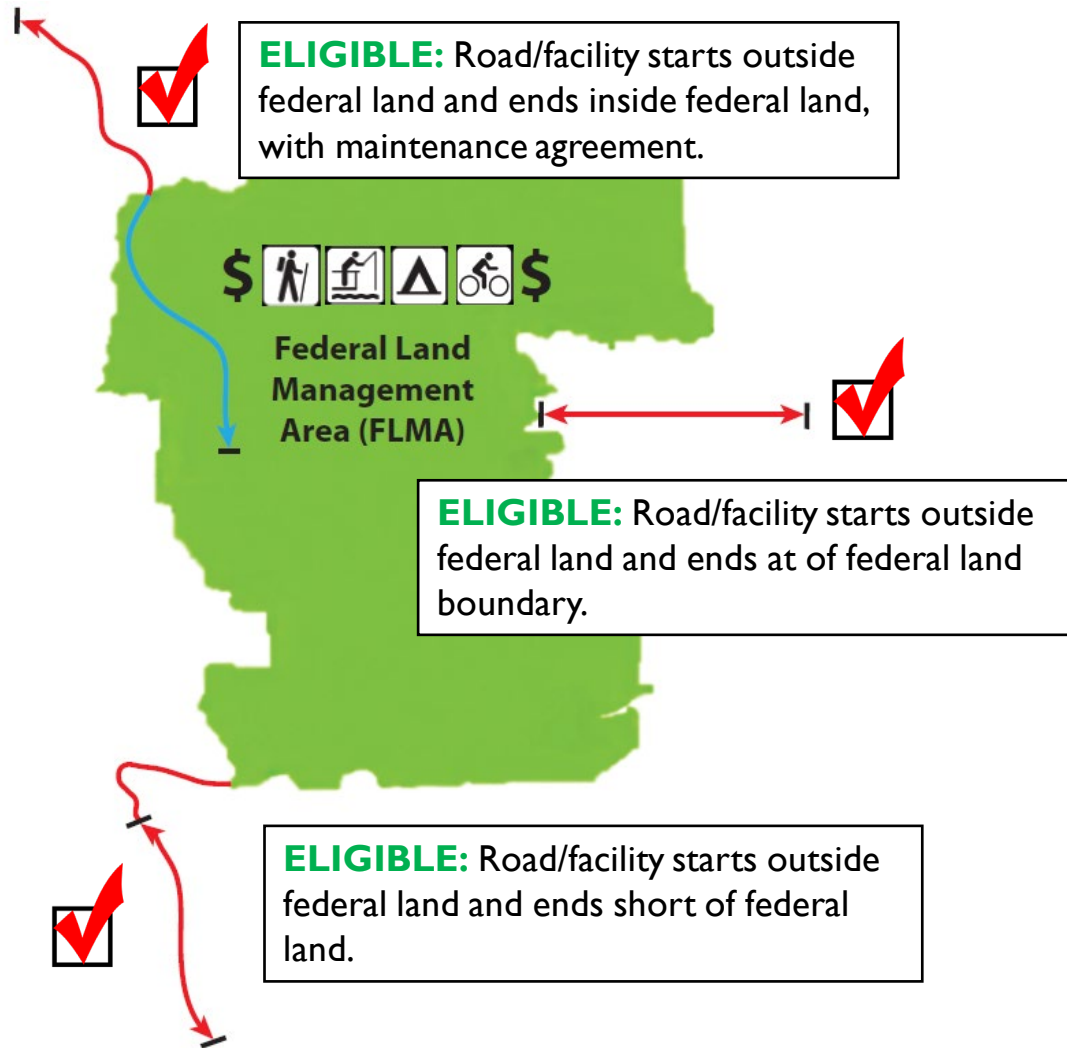 ELIGIBLE: Road/facility starts outside
federal land and ends inside federal land,
with maintenance agreement.
$ $
Federal Land
Management
Area (FLMA)
ELIGIBLE: Road/facility starts outside
federal land and ends at of federal land
boundary.
ELIGIBLE: Road/facility starts outside
federal land and ends short of federal
land.